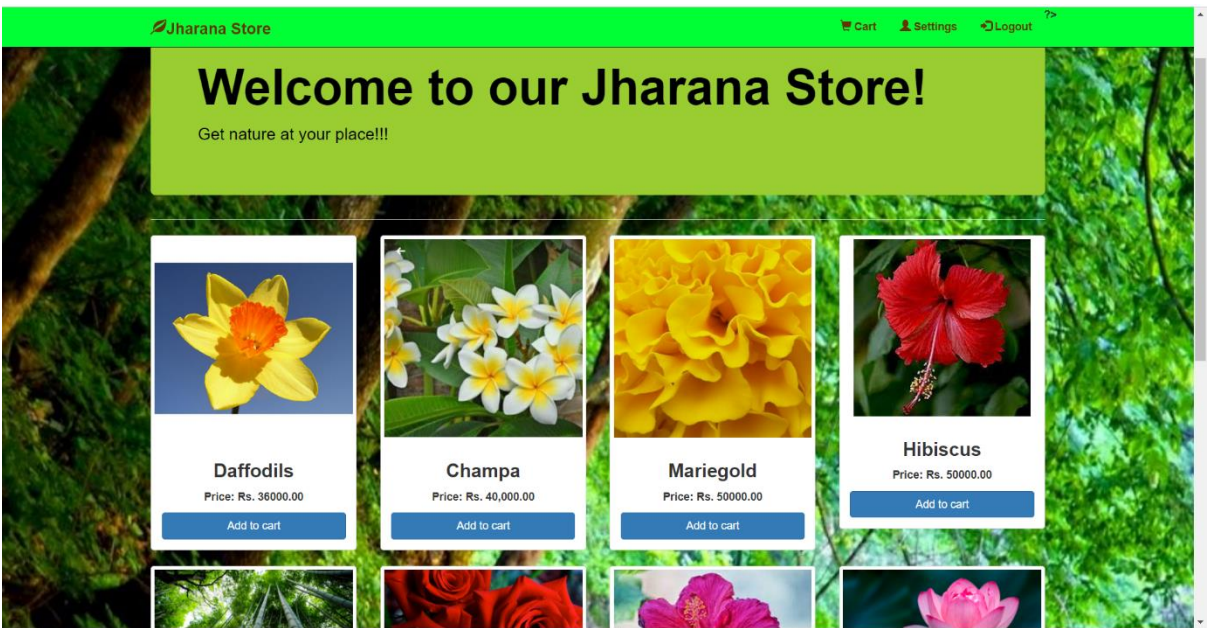 Jharana Store
Cart Settings Logout ?>
Welcome to our Jharana Store!
Get nature at your place!!!
Daffodils
Price: Rs. 36000.00
Add to cart
Champa
Price: Rs. 40,000.00
Add to cart
Mariegold
Price: Rs. 50000.00
Add to cart
Hibiscus
Price: Rs. 50000.00
Add to cart